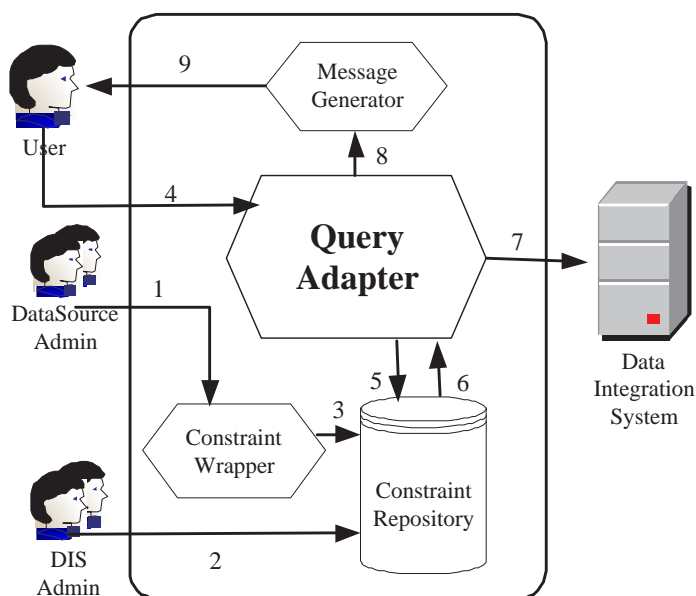 9
Message
Generator
User
8
4
Query
Adapter
7
DataSource
Admin
1
Data
Integration
System
5
6
3
Constraint
Wrapper
Constraint
Repository
2
DIS
Admin